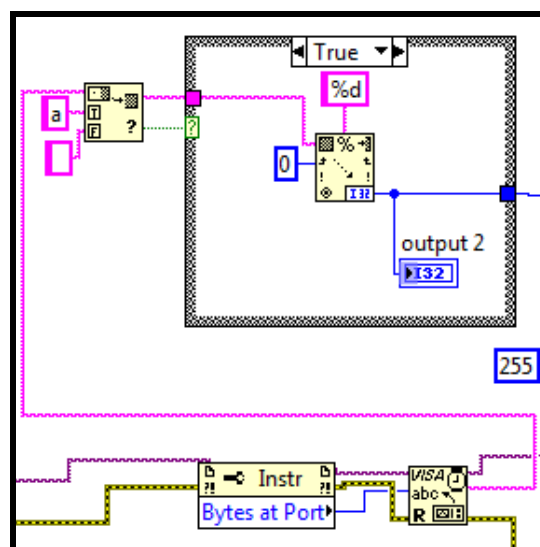 True
%d
a
T
F
?
?
%
0
!
!
I32
output 2
I32
255
?!
Instr
?!
VISA
abc
Bytes at Port
R